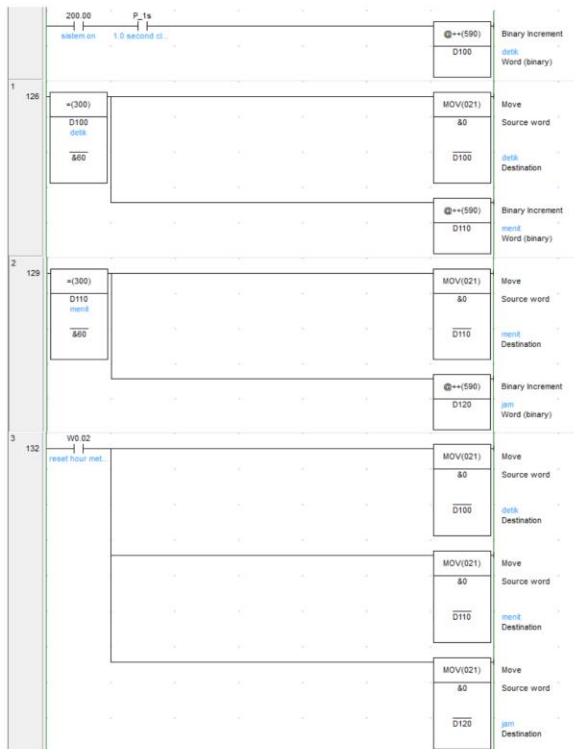 200.00 P_1s
sistem on 1.0 second cl...
@++(590) Binary Increment
D100 detik
Word (binary)
1
126
=(300) MOV(021) Move
D100 &0 Source word
detik
&60 D100 detik
Destination
@++(590) Binary Increment
D110 menit
Word (binary)
2
129
=(300) MOV(021) Move
D110 &0 Source word
menit
&60 D110 menit
Destination
@++(590) Binary Increment
D120 jam
Word (binary)
3
132
W0.02
reset hour met...
MOV(021) Move
&0 Source word
D100 detik
Destination
MOV(021) Move
&0 Source word
D110 menit
Destination
MOV(021) Move
&0 Source word
D120 jam
Destination